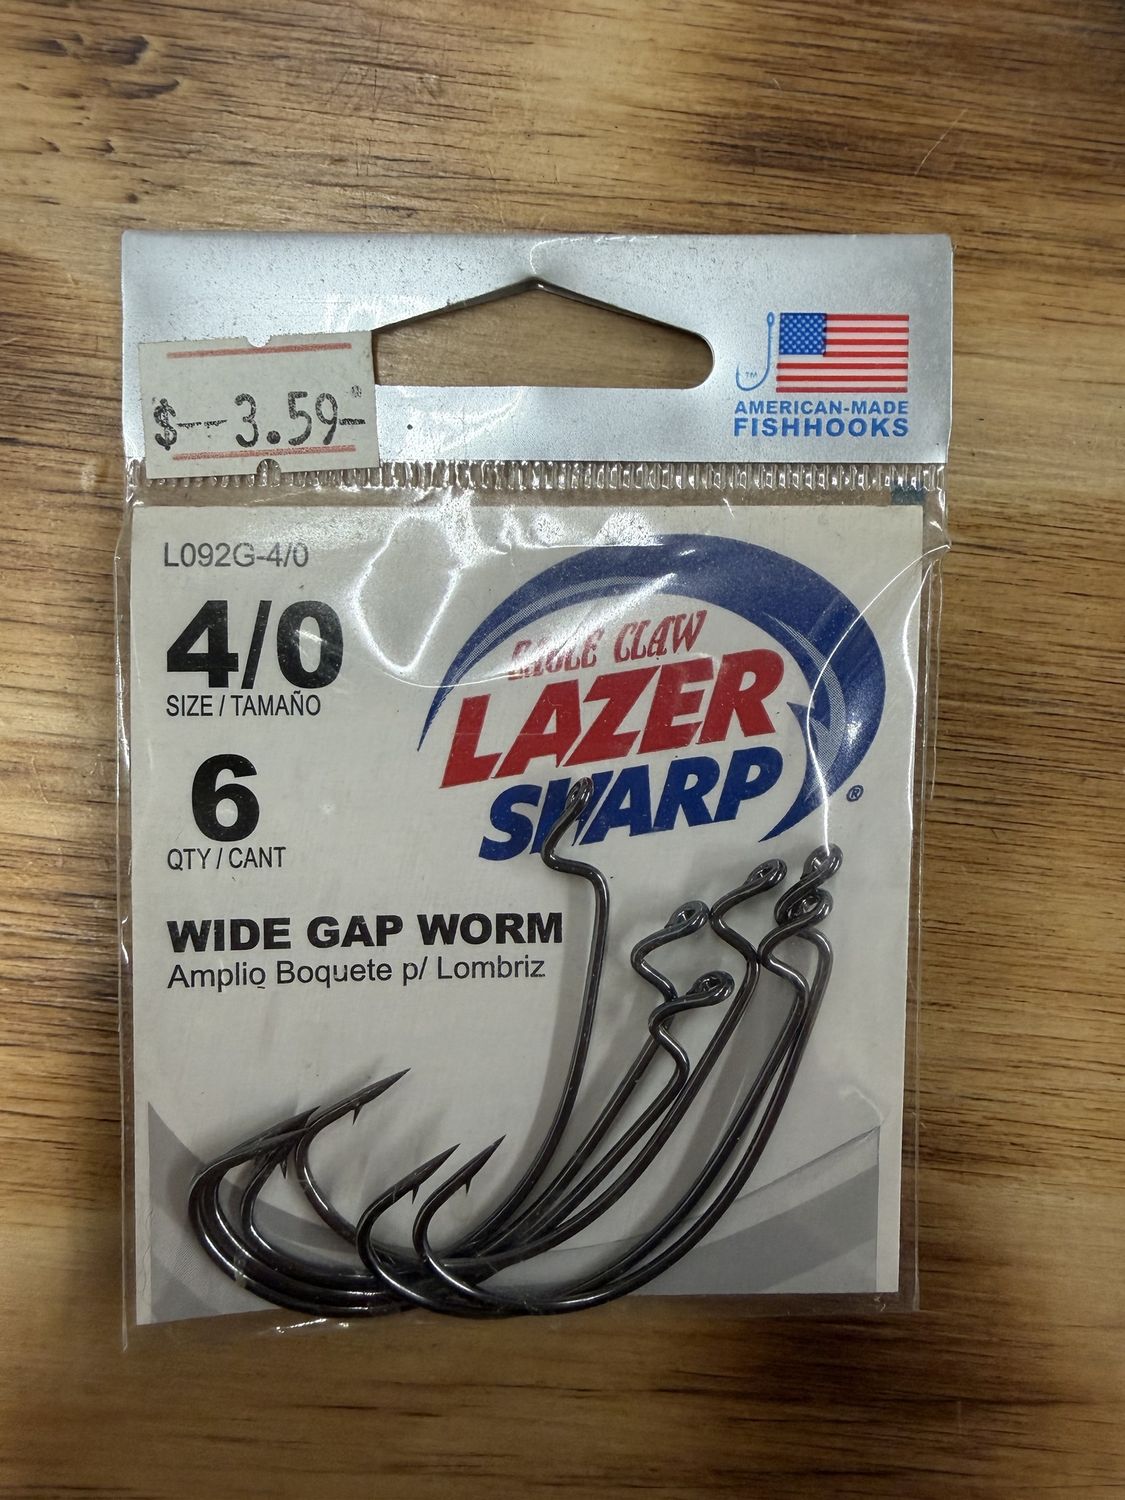 $ 3.59
TM
AMERICAN-MADE
FISHHOOKS
L092G-4/0
4/0
SIZE / TAMAÑO
6
QTY / CANT
EAGLE CLAW
LAZER
SHARP
®
WIDE GAP WORM
Amplio Boquete p/ Lombriz